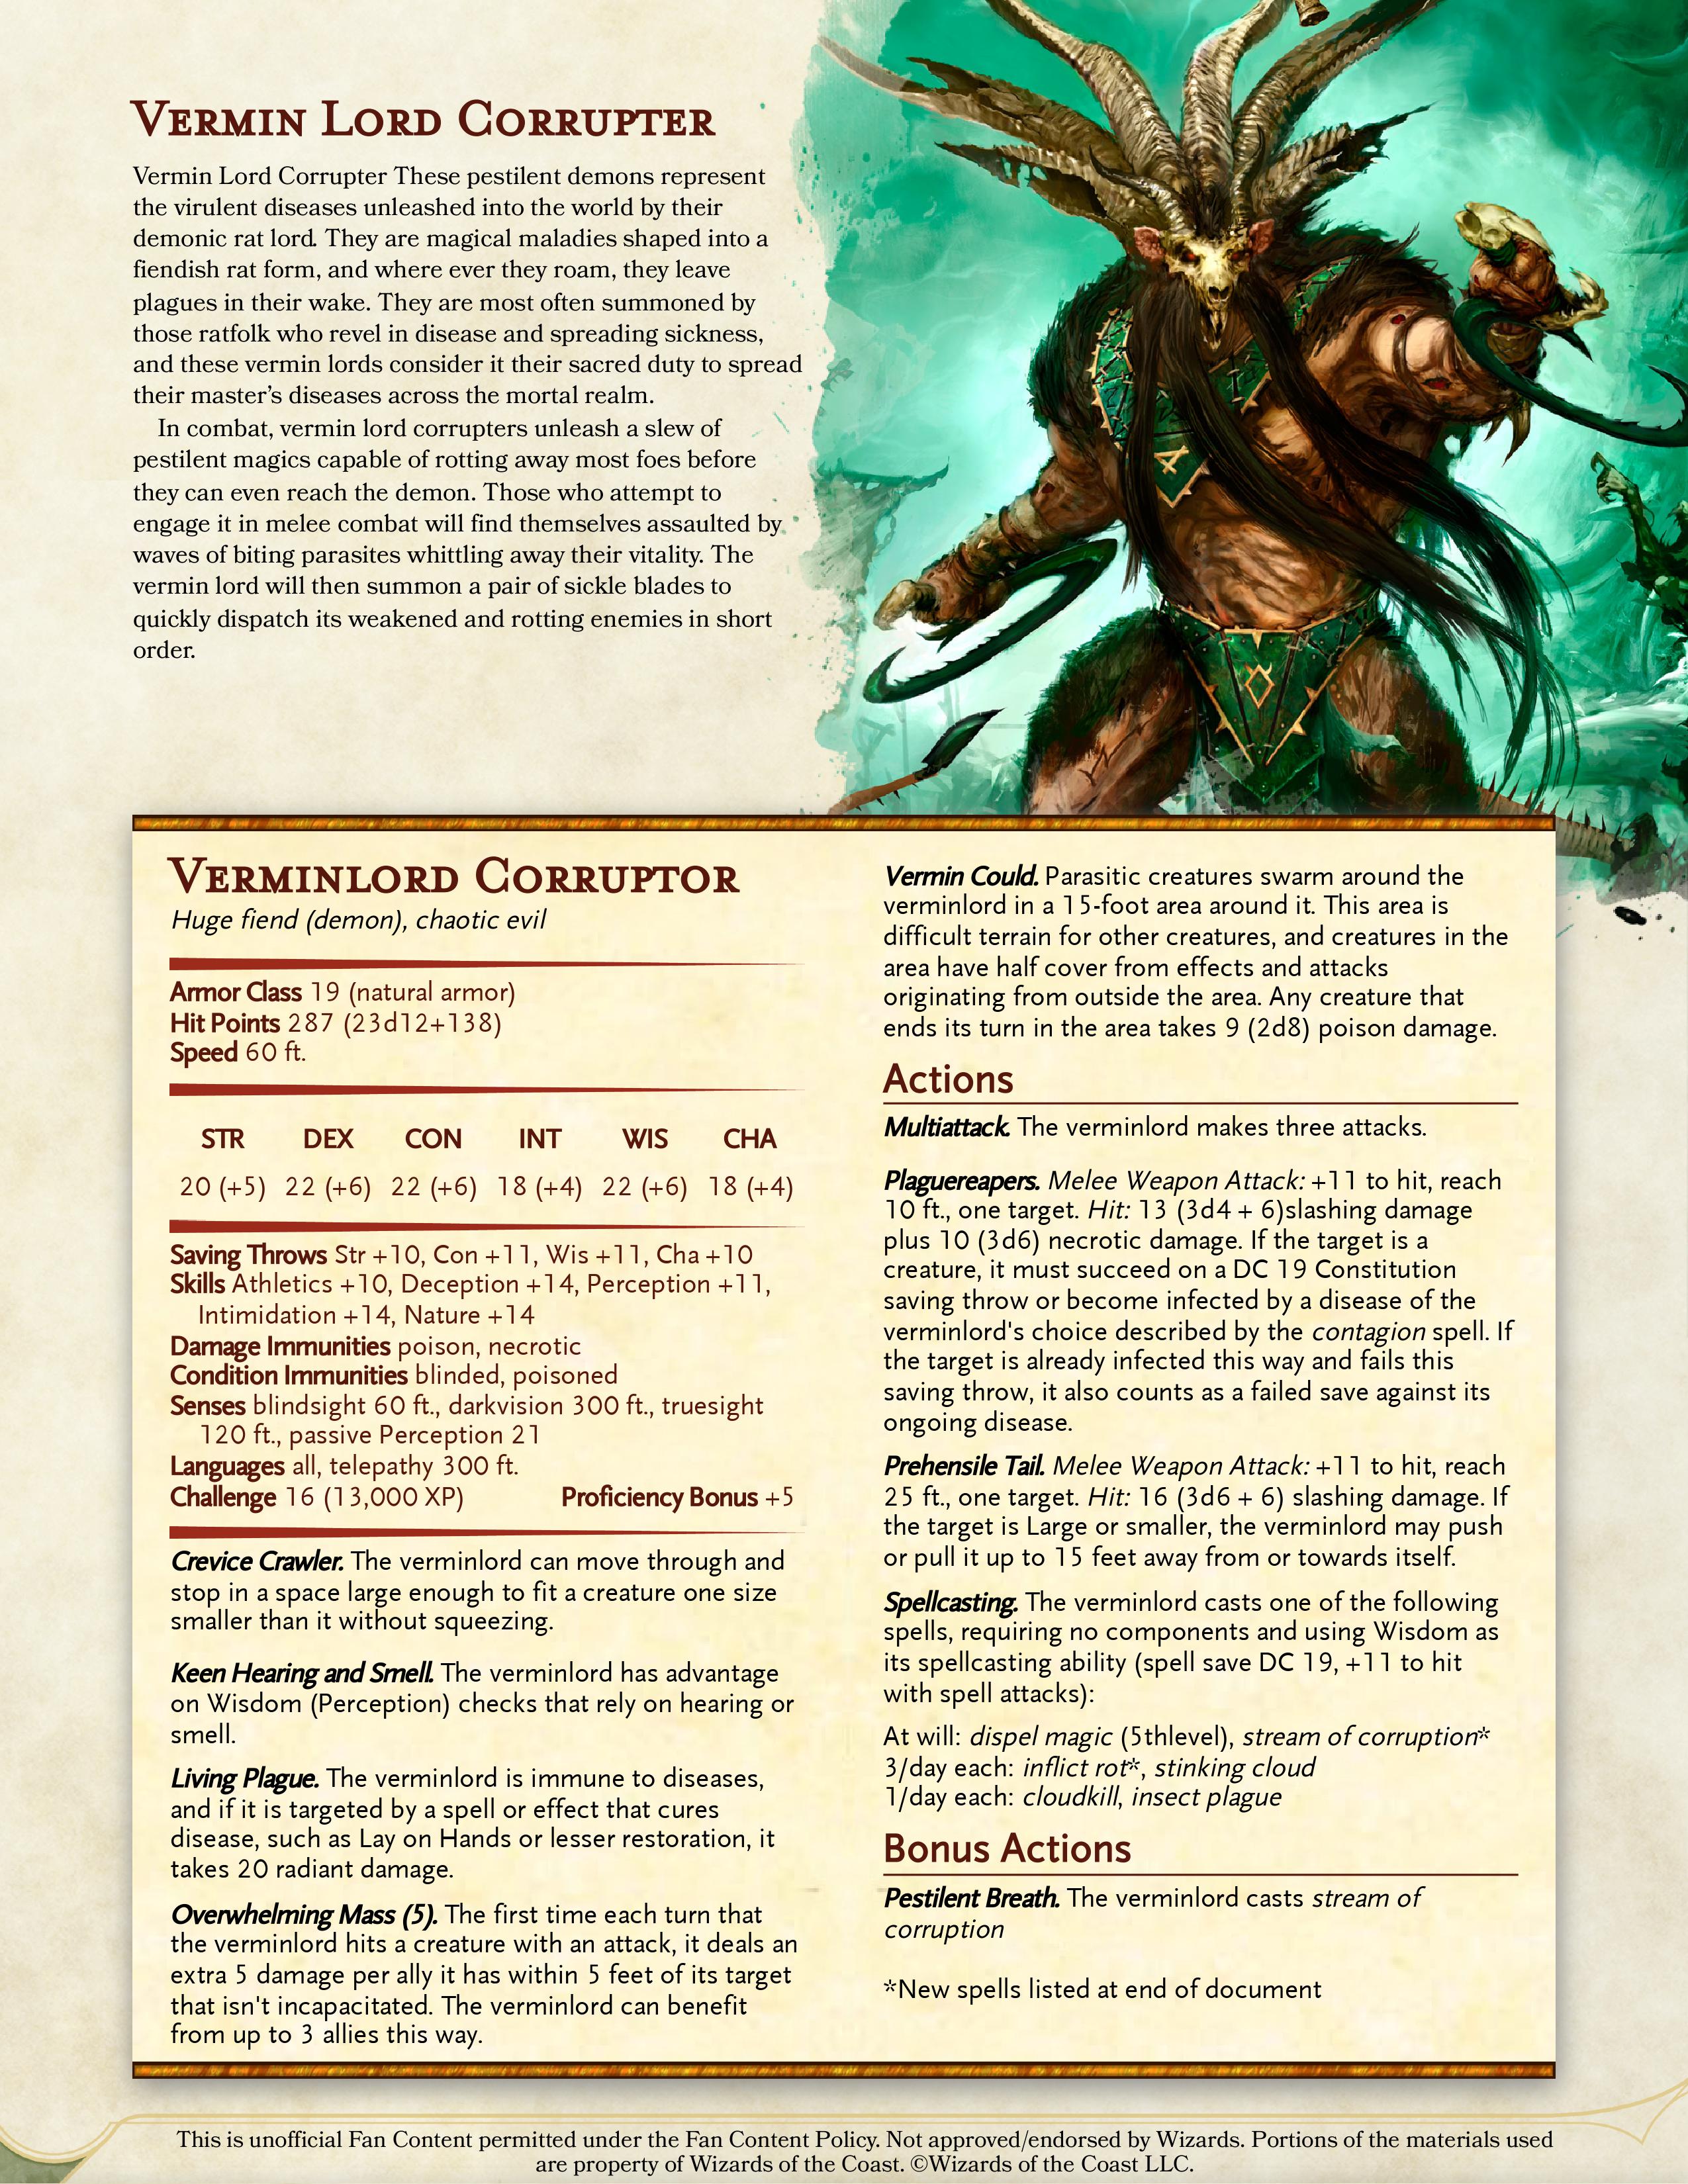 Vermin Lord Corrupter
Vermin Lord Corrupter These pestilent demons represent
the virulent diseases unleashed into the world by their
demonic rat lord. They are magical maladies shaped into a
fiendish rat form, and where ever they roam, they leave
plagues in their wake. They are most often summoned by
those ratfolk who revel in disease and spreading sickness,
and these vermin lords consider it their sacred duty to spread
their master’s diseases across the mortal realm.
In combat, vermin lord corrupters unleash a slew of
pestilent magics capable of rotting away most foes before
they can even reach the demon. Those who attempt to
engage it in melee combat will find themselves assaulted by
waves of biting parasites whittling away their vitality. The
vermin lord will then summon a pair of sickle blades to
quickly dispatch its weakened and rotting enemies in short
order.
Verminlord Corruptor
Huge fiend (demon), chaotic evil
Armor Class 19 (natural armor)
Hit Points 287 (23d12+138)
Speed 60 ft.
STR DEX CON INT WIS CHA
20 (+5) 22 (+6) 22 (+6) 18 (+4) 22 (+6) 18 (+4)
Saving Throws Str +10, Con +11, Wis +11, Cha +10
Skills Athletics +10, Deception +14, Perception +11,
Intimidation +14, Nature +14
Damage Immunities poison, necrotic
Condition Immunities blinded, poisoned
Senses blindsight 60 ft., darkvision 300 ft., truesight
120 ft., passive Perception 21
Languages all, telepathy 300 ft.
Challenge 16 (13,000 XP) Proficiency Bonus +5
Crevice Crawler. The verminlord can move through and
stop in a space large enough to fit a creature one size
smaller than it without squeezing.
Keen Hearing and Smell. The verminlord has advantage
on Wisdom (Perception) checks that rely on hearing or
smell.
Living Plague. The verminlord is immune to diseases,
and if it is targeted by a spell or effect that cures
disease, such as Lay on Hands or lesser restoration, it
takes 20 radiant damage.
Overwhelming Mass (5). The first time each turn that
the verminlord hits a creature with an attack, it deals an
extra 5 damage per ally it has within 5 feet of its target
that isn't incapacitated. The verminlord can benefit
from up to 3 allies this way.
Vermin Could. Parasitic creatures swarm around the
verminlord in a 15-foot area around it. This area is
difficult terrain for other creatures, and creatures in the
area have half cover from effects and attacks
originating from outside the area. Any creature that
ends its turn in the area takes 9 (2d8) poison damage.
Actions
Multiattack. The verminlord makes three attacks.
Plaguereapers. Melee Weapon Attack: +11 to hit, reach
10 ft., one target. Hit: 13 (3d4 + 6)slashing damage
plus 10 (3d6) necrotic damage. If the target is a
creature, it must succeed on a DC 19 Constitution
saving throw or become infected by a disease of the
verminlord's choice described by the contagion spell. If
the target is already infected this way and fails this
saving throw, it also counts as a failed save against its
ongoing disease.
Prehensile Tail. Melee Weapon Attack: +11 to hit, reach
25 ft., one target. Hit: 16 (3d6 + 6) slashing damage. If
the target is Large or smaller, the verminlord may push
or pull it up to 15 feet away from or towards itself.
Spellcasting. The verminlord casts one of the following
spells, requiring no components and using Wisdom as
its spellcasting ability (spell save DC 19, +11 to hit
with spell attacks):
At will: dispel magic (5thlevel), stream of corruption*
3/day each: inflict rot*, stinking cloud
1/day each: cloudkill, insect plague
Bonus Actions
Pestilent Breath. The verminlord casts stream of
corruption
*New spells listed at end of document
This is unofficial Fan Content permitted under the Fan Content Policy. Not approved/endorsed by Wizards. Portions of the materials used
are property of Wizards of the Coast. ©Wizards of the Coast LLC.